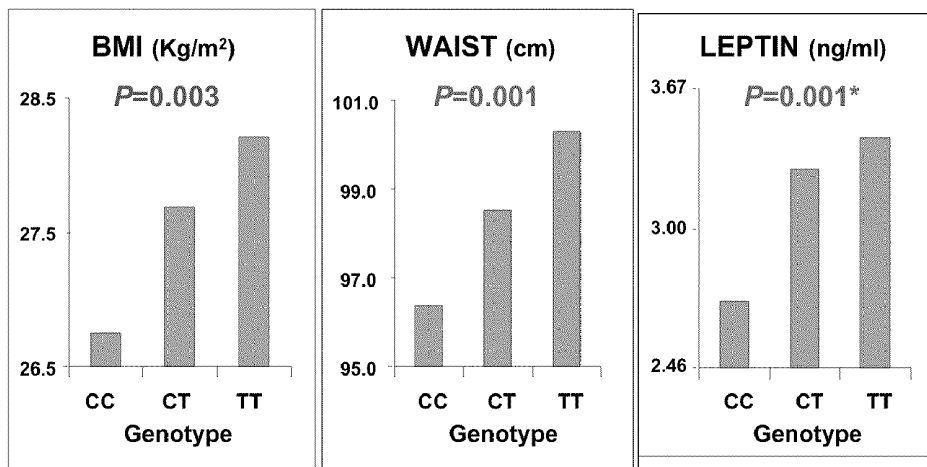 BMI (Kg/m²)
P=0.003
28.5
27.5
26.5
CC CT TT
Genotype
WAIST (cm)
P=0.001
101.0
99.0
97.0
95.0
CC CT TT
Genotype
LEPTIN (ng/ml)
P=0.001*
3.67
3.00
2.46
CC CT TT
Genotype